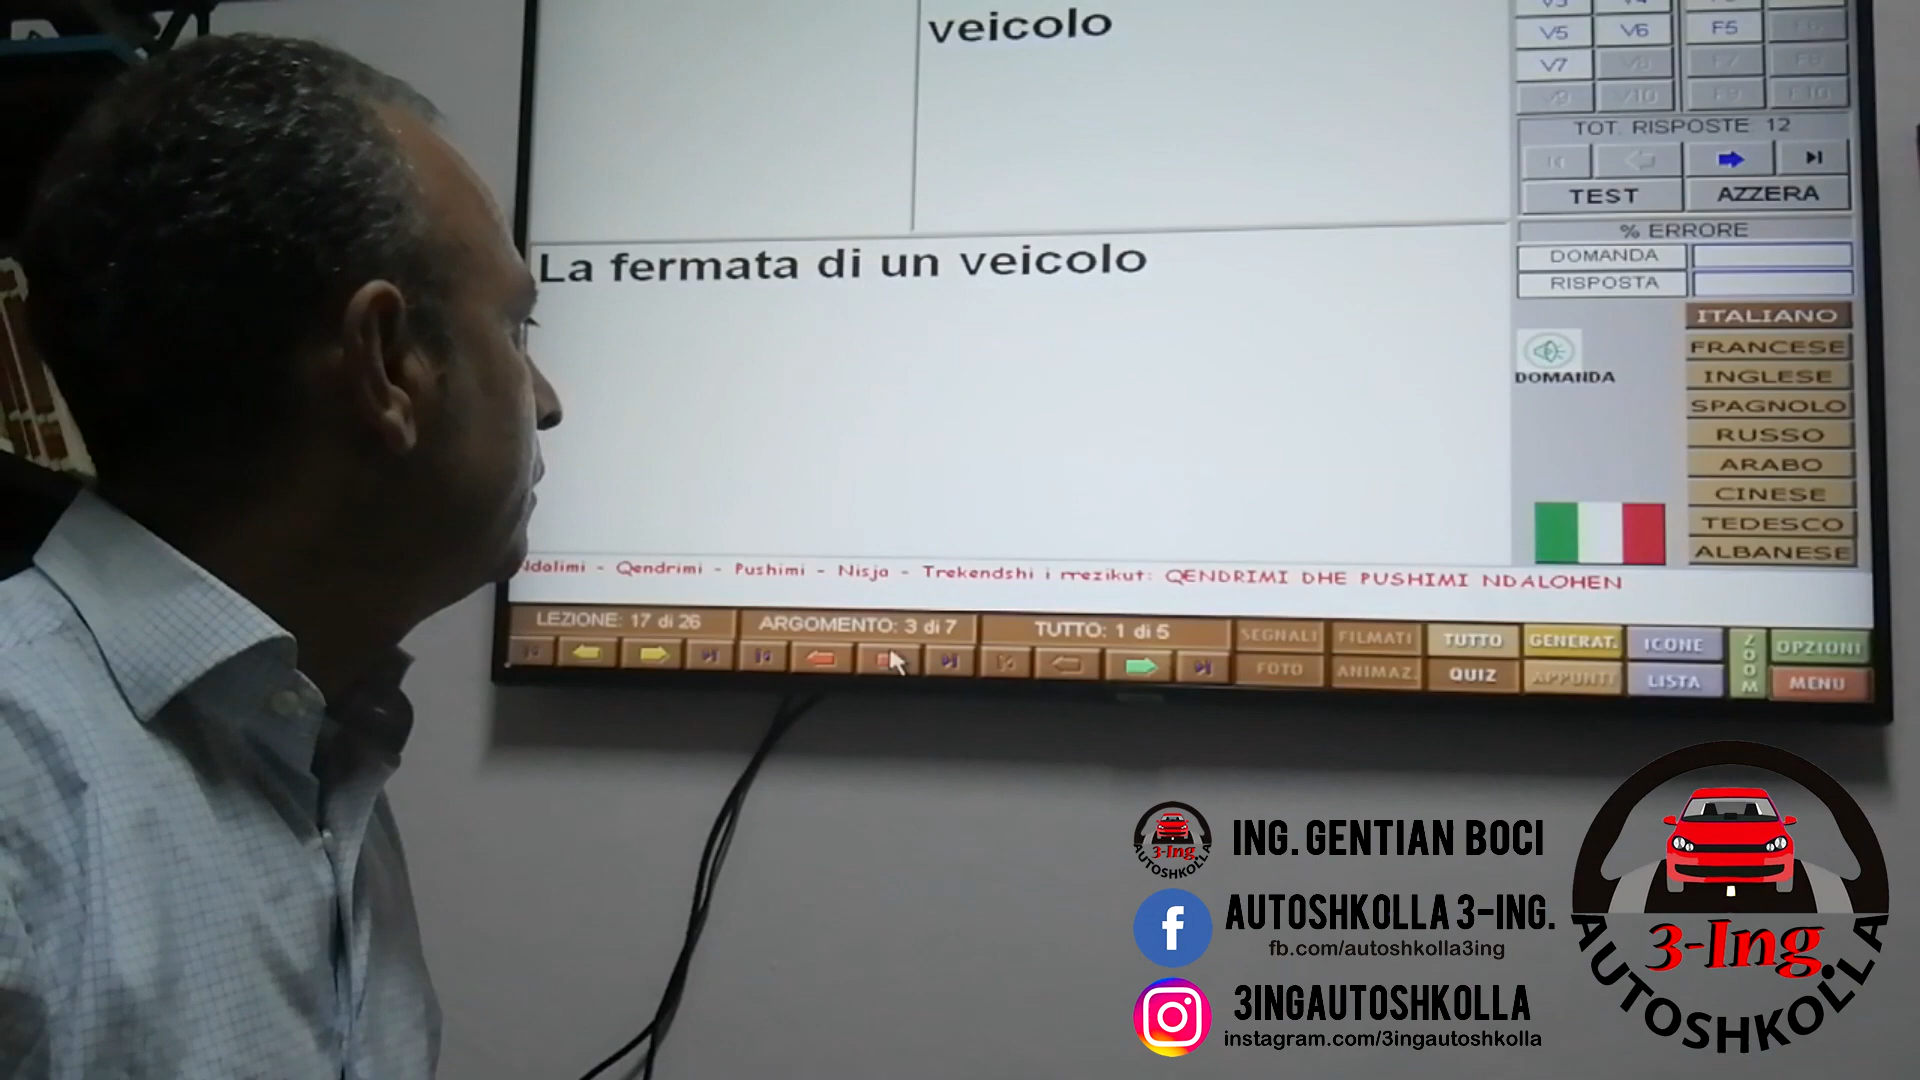 veicolo
V5 V6 F5
V7
TOT. RISPOSTE 12
TEST AZZERA
% ERRORE
DOMANDA
RISPOSTA
La fermata di un veicolo
ITALIANO
FRANCESE
DOMANDA
INGLESE
SPAGNOLO
RUSSO
ARABO
CINESE
TEDESCO
ALBANESE
Ndalimi - Qendrimi - Pushimi - Nisja - Trekendshi i rrezikut: QENDRIMI DHE PUSHIMI NDALOHEN
LEZIONE: 17 di 26 ARGOMENTO: 3 di 7 TUTTO: 1 di 5
SEGNALI FILMATI TUTTO GENERAT. ICONE ZOOM OPZIONI
FOTO ANIMAZ. QUIZ APPUNTI LISTA MENU
3-Ing.
AUTOSHKOLLA
ING. GENTIAN BOCI
AUTOSHKOLLA 3-ING.
fb.com/autoshkolla3ing
3INGAUTOSHKOLLA
instagram.com/3ingautoshkolla
3-Ing.
AUTOSHKOLLA